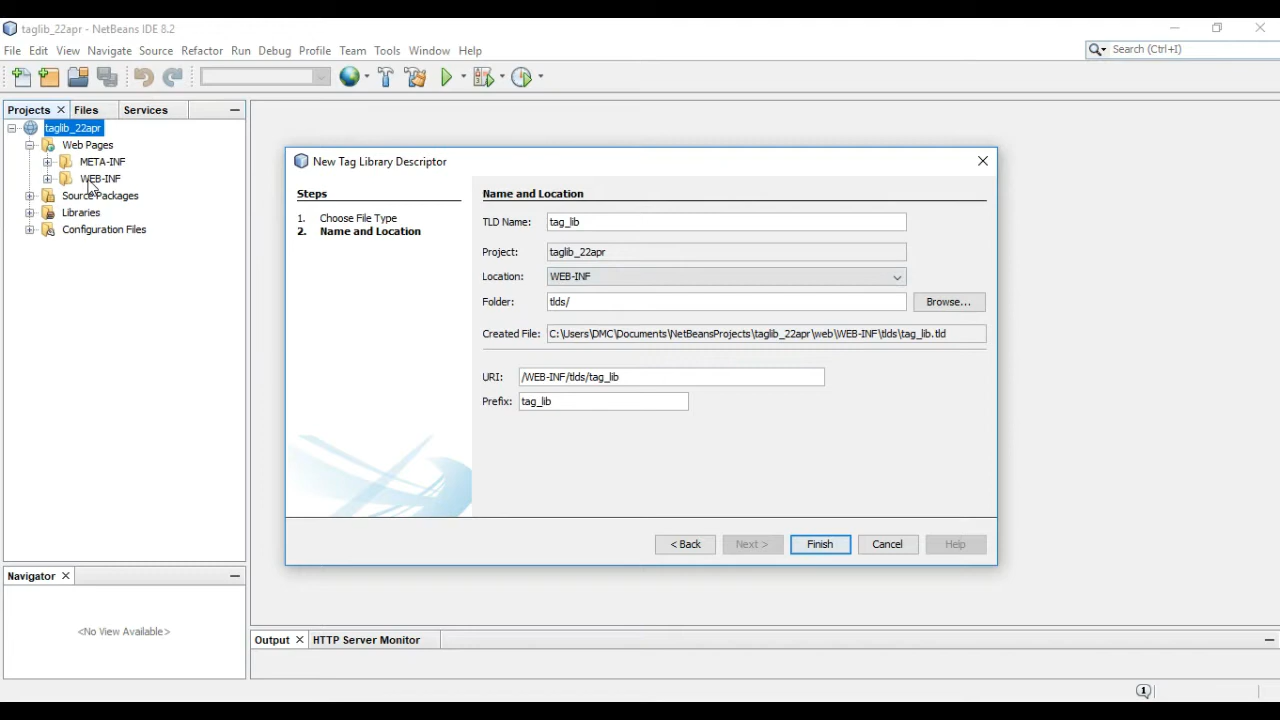 taglib_22apr - NetBeans IDE 8.2
File Edit View Navigate Source Refactor Run Debug Profile Team Tools Window Help
Search (Ctrl+I)
Projects Files Services
taglib_22apr
Web Pages
META-INF
WEB-INF
Source Packages
Libraries
Configuration Files
New Tag Library Descriptor
Steps
1. Choose File Type
2. Name and Location
Name and Location
TLD Name: tag_lib
Project: taglib_22apr
Location: WEB-INF
Folder: tlds/ Browse...
Created File: C:\Users\DMC\Documents\NetBeansProjects\taglib_22apr\web\WEB-INF\tlds\tag_lib.tld
URI: /WEB-INF/tlds/tag_lib
Prefix: tag_lib
< Back Next > Finish Cancel Help
Navigator
<No View Available>
Output HTTP Server Monitor
1